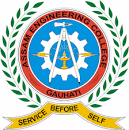 ASSAM ENGINEERING COLLEGE
GAUHATI
SERVICE BEFORE SELF